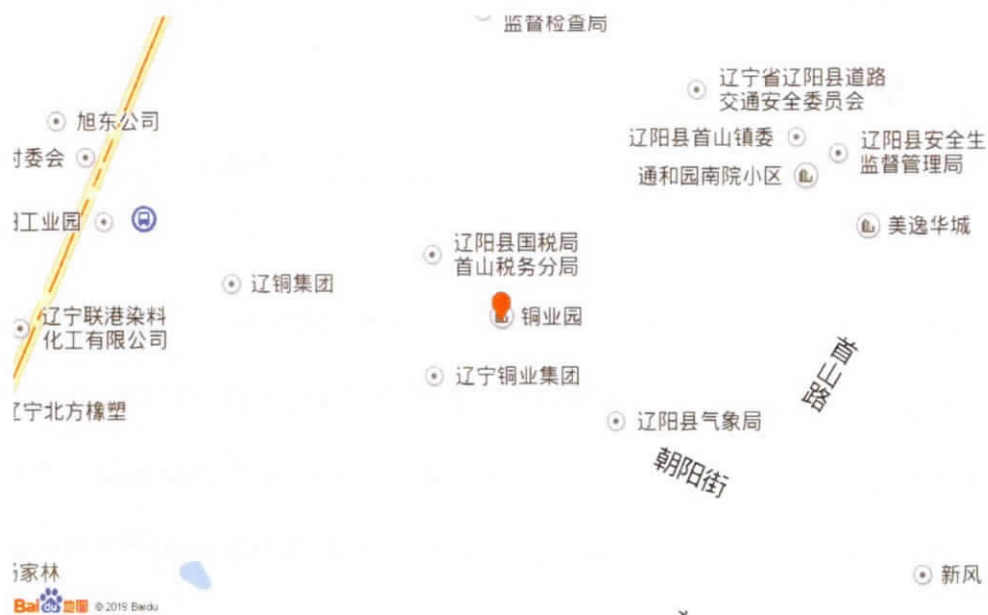 监督检查局
辽宁省辽阳县道路
交通安全委员会
旭东公司
辽阳县首山镇委
辽阳县安全生
监督管理局
村委会
通和园南院小区
工业园
美逸华城
辽阳县国税局
首山税务分局
辽铜集团
铜业园
辽宁联港染料
化工有限公司
首山路
辽宁铜业集团
辽宁北方橡塑
辽阳县气象局
朝阳街
家林
新风
Bai du 地图 © 2019 Baidu